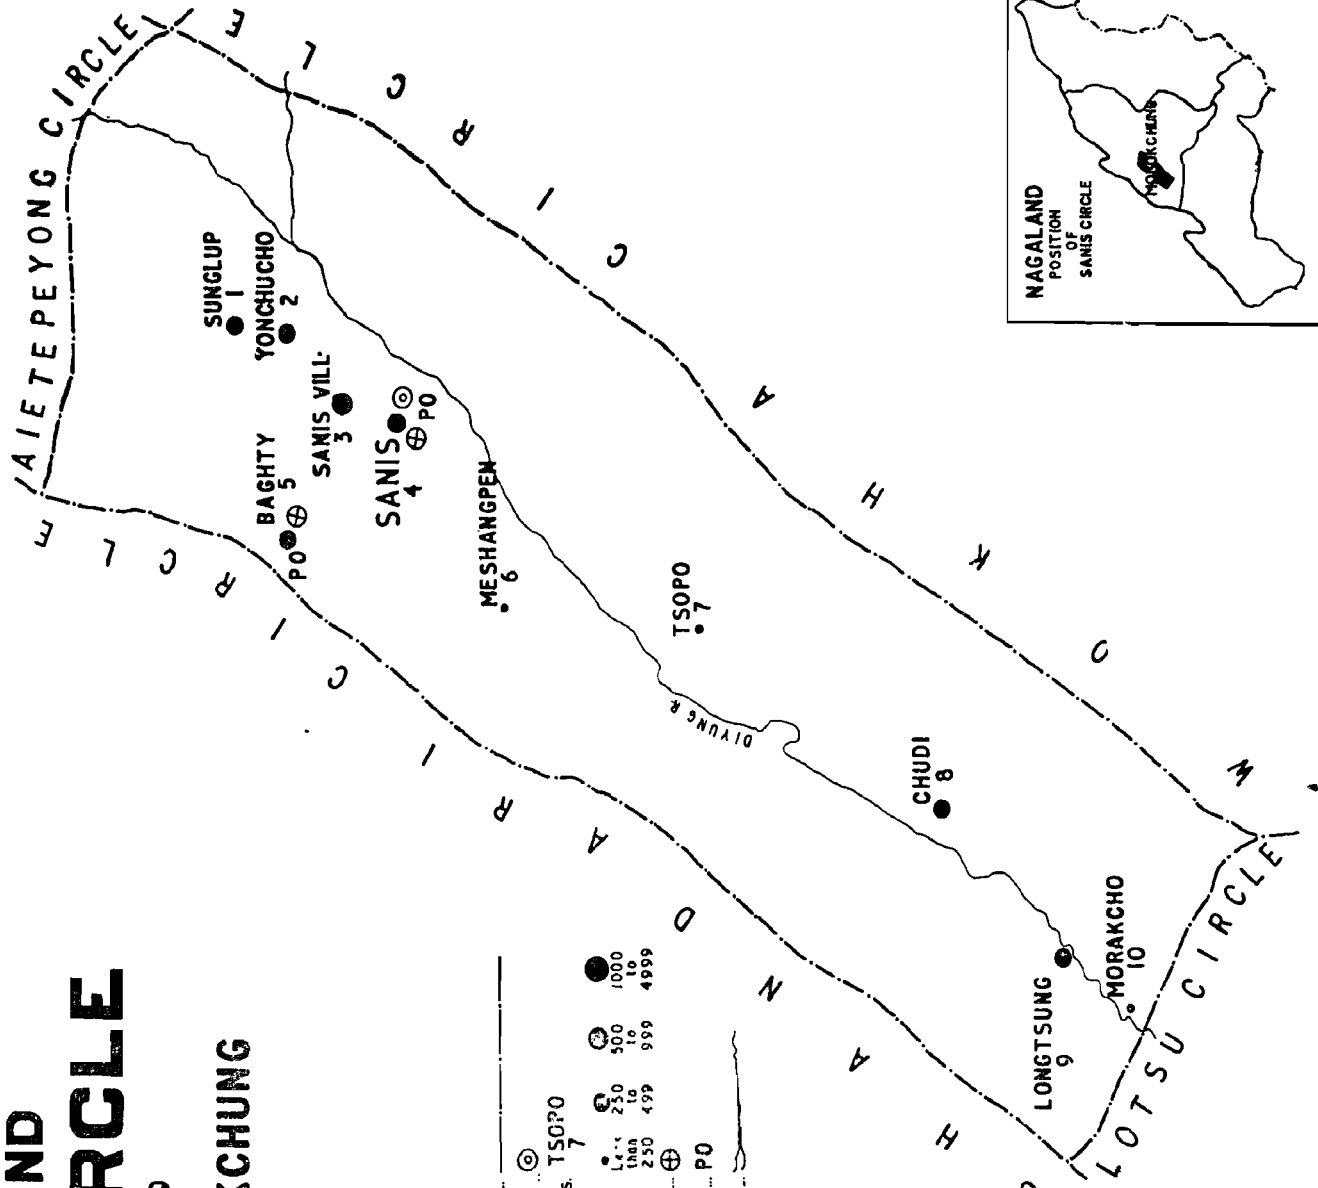 ND
RCLE
KCHUNG
AIETEPEYONG CIRCLE
WOKHA CIRCLE
BHANDARI CIRCLE
LOTSU CIRCLE
SUNGLUP
1
YONCHUCHO
2
SANIS VILL.
3
SANIS
4
PO
BAGHTY
5
PO
MESHANGPEN
6
TSOPO
7
DIYUNG R.
CHUDI
8
LONGTSUNG
9
MORAKCHO
10
TSOPO
7
Less than 250
250 to 499
500 to 999
1000 to 4999
PO
NAGALAND
POSITION
OF
SANIS CIRCLE
MOKOKCHUNG